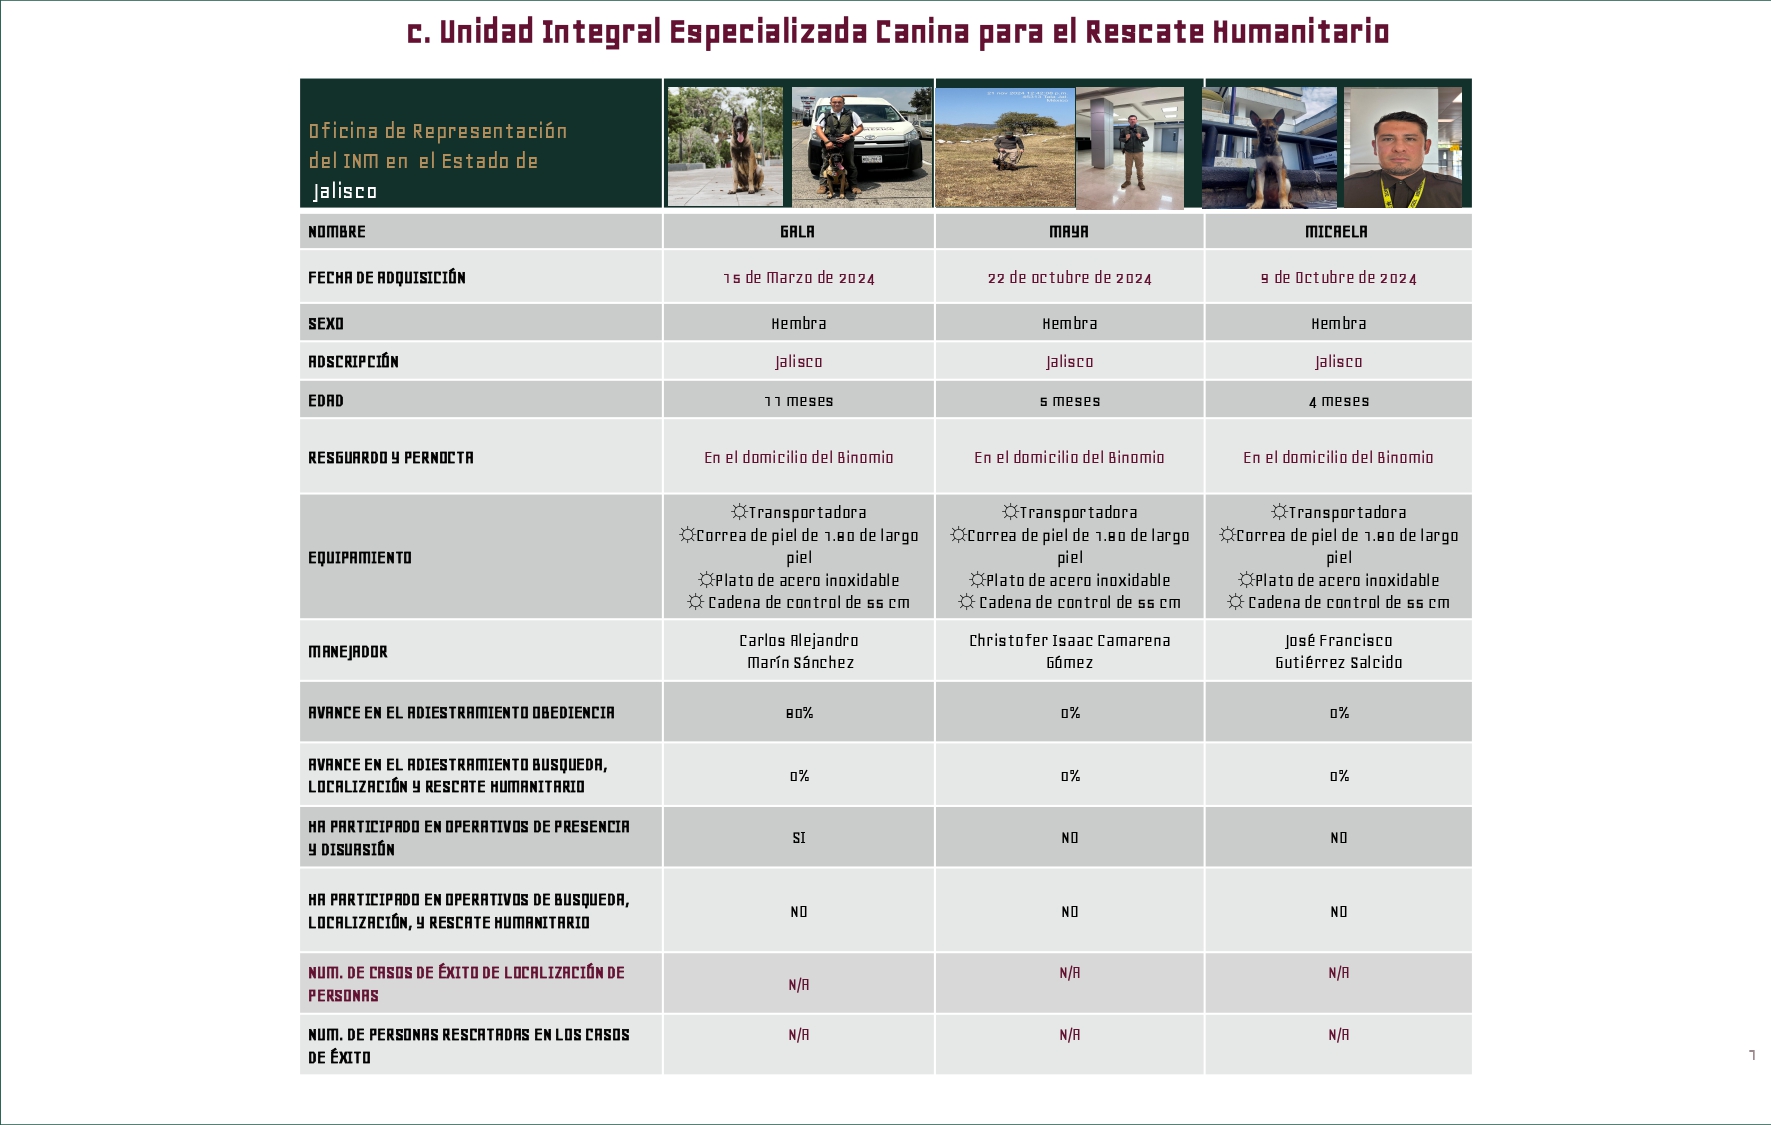 c. Unidad Integral Especializada Canina para el Rescate Humanitario
Oficina de Representación
del INM en el Estado de
Jalisco
NOMBRE
GALA
MAYA
MICAELA
FECHA DE ADQUISICIÓN
15 de Marzo de 2024
22 de octubre de 2024
9 de Octubre de 2024
SEXO
Hembra
Hembra
Hembra
ADSCRIPCIÓN
Jalisco
Jalisco
Jalisco
EDAD
11 meses
5 meses
4 meses
RESGUARDO Y PERNOCTA
En el domicilio del Binomio
En el domicilio del Binomio
En el domicilio del Binomio
EQUIPAMIENTO
☼Transportadora
☼Correa de piel de 1.80 de largo
piel
☼Plato de acero inoxidable
☼ Cadena de control de 55 cm
☼Transportadora
☼Correa de piel de 1.80 de largo
piel
☼Plato de acero inoxidable
☼ Cadena de control de 55 cm
☼Transportadora
☼Correa de piel de 1.80 de largo
piel
☼Plato de acero inoxidable
☼ Cadena de control de 55 cm
MANEJADOR
Carlos Alejandro
Marín Sánchez
Christofer Isaac Camarena
Gómez
José Francisco
Gutiérrez Salcido
AVANCE EN EL ADIESTRAMIENTO OBEDIENCIA
80%
0%
0%
AVANCE EN EL ADIESTRAMIENTO BUSQUEDA,
LOCALIZACIÓN Y RESCATE HUMANITARIO
0%
0%
0%
HA PARTICIPADO EN OPERATIVOS DE PRESENCIA
Y DISUASIÓN
SI
NO
NO
HA PARTICIPADO EN OPERATIVOS DE BUSQUEDA,
LOCALIZACIÓN, Y RESCATE HUMANITARIO
NO
NO
NO
NUM. DE CASOS DE ÉXITO DE LOCALIZACIÓN DE
PERSONAS
N/A
N/A
N/A
NUM. DE PERSONAS RESCATADAS EN LOS CASOS
DE ÉXITO
N/A
N/A
N/A
1